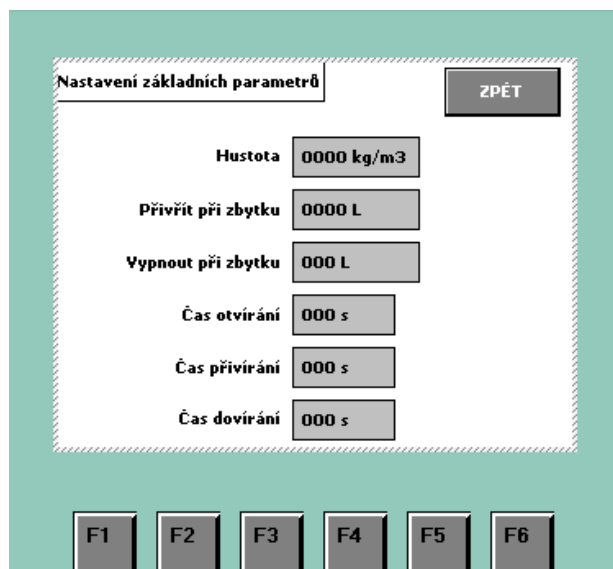 Nastavení základních parametrů
ZPĚT
Hustota 0000 kg/m3
Přivřít při zbytku 0000 L
Vypnout při zbytku 000 L
Čas otvírání 000 s
Čas přivírání 000 s
Čas dovírání 000 s
F1 F2 F3 F4 F5 F6